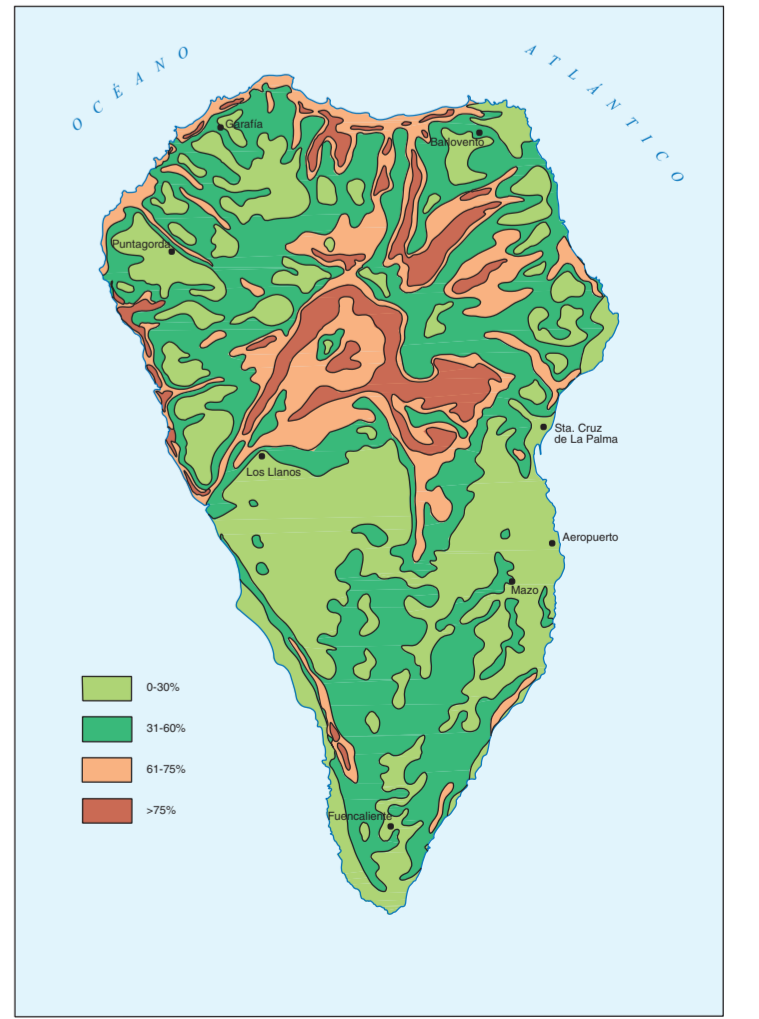 OCÉANO
ATLÁNTICO
Garafía
Barlovento
Puntagorda
Sta. Cruz
de La Palma
Los Llanos
Aeropuerto
Mazo
0-30%
31-60%
61-75%
>75%
Fuencaliente